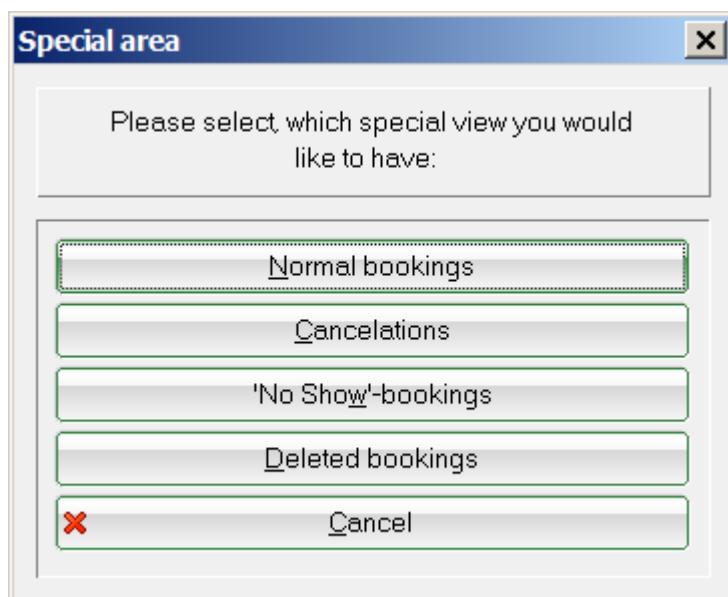 Special area
Please select, which special view you would
like to have:
Normal bookings
Cancelations
'No Show'-bookings
Deleted bookings
Cancel